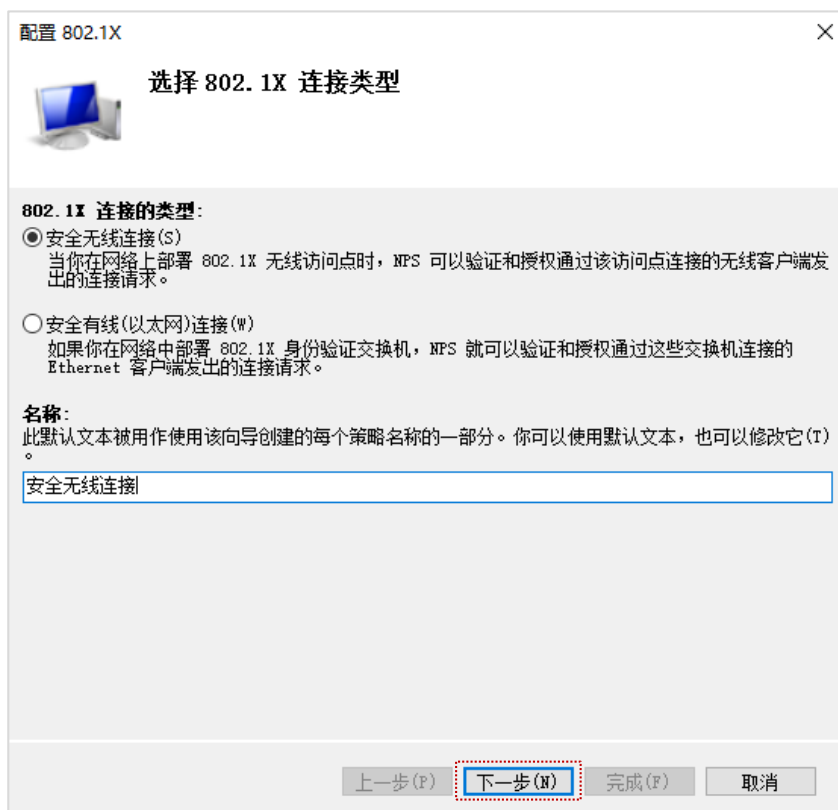 配置 802.1X
选择 802.1X 连接类型
802.1X 连接的类型:
安全无线连接(S)
当你在网络上部署 802.1X 无线访问点时，NPS 可以验证和授权通过该访问点连接的无线客户端发
出的连接请求。
安全有线(以太网)连接(W)
如果你在网络中部署 802.1X 身份验证交换机，NPS 就可以验证和授权通过这些交换机连接的
Ethernet 客户端发出的连接请求。
名称:
此默认文本被用作使用该向导创建的每个策略名称的一部分。你可以使用默认文本，也可以修改它(T)
。
安全无线连接
上一步(P) 下一步(N) 完成(F) 取消